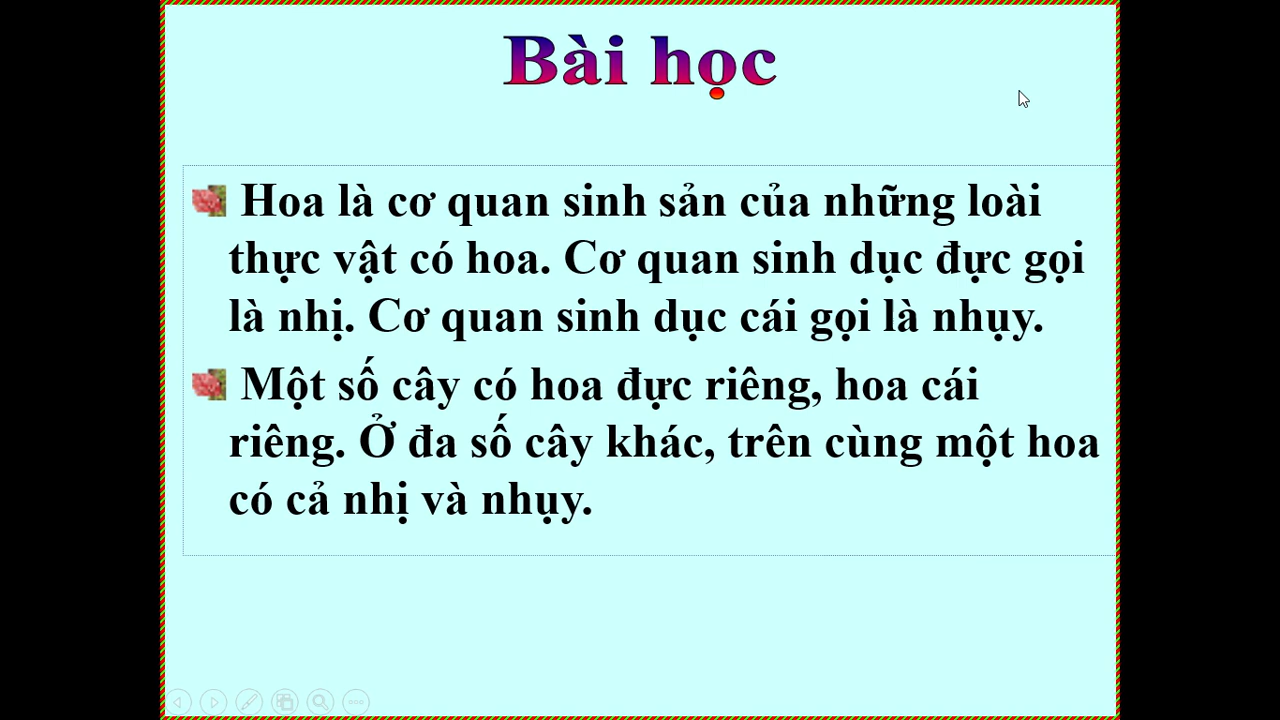 Bài học
Hoa là cơ quan sinh sản của những loài
thực vật có hoa. Cơ quan sinh dục đực gọi
là nhị. Cơ quan sinh dục cái gọi là nhụy.
Một số cây có hoa đực riêng, hoa cái
riêng. Ở đa số cây khác, trên cùng một hoa
có cả nhị và nhụy.